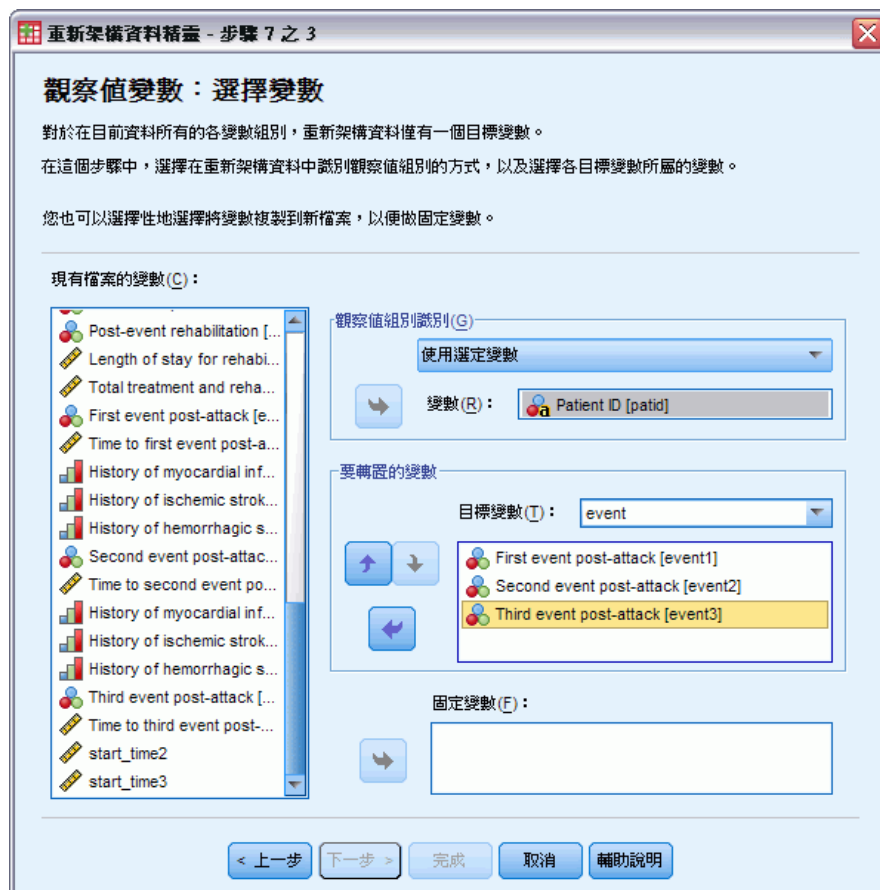 重新架構資料精靈 - 步驟 7 之 3
觀察值變數：選擇變數
對於在目前資料所有的各變數組別，重新架構資料僅有一個目標變數。
在這個步驟中，選擇在重新架構資料中識別觀察值組別的方式，以及選擇各目標變數所屬的變數。
您也可以選擇性地選擇將變數複製到新檔案，以便做固定變數。
現有檔案的變數(C)：
Post-event rehabilitation [...
Length of stay for rehabi...
Total treatment and reha...
First event post-attack [e...
Time to first event post-a...
History of myocardial inf...
History of ischemic strok...
History of hemorrhagic s...
Second event post-attac...
Time to second event po...
History of myocardial inf...
History of ischemic strok...
History of hemorrhagic s...
Third event post-attack [...
Time to third event post-...
start_time2
start_time3
觀察值組別識別(G)
使用選定變數
變數(R)：
Patient ID [patid]
要轉置的變數
目標變數(T)：
event
First event post-attack [event1]
Second event post-attack [event2]
Third event post-attack [event3]
固定變數(F)：
< 上一步
下一步 >
完成
取消
輔助說明